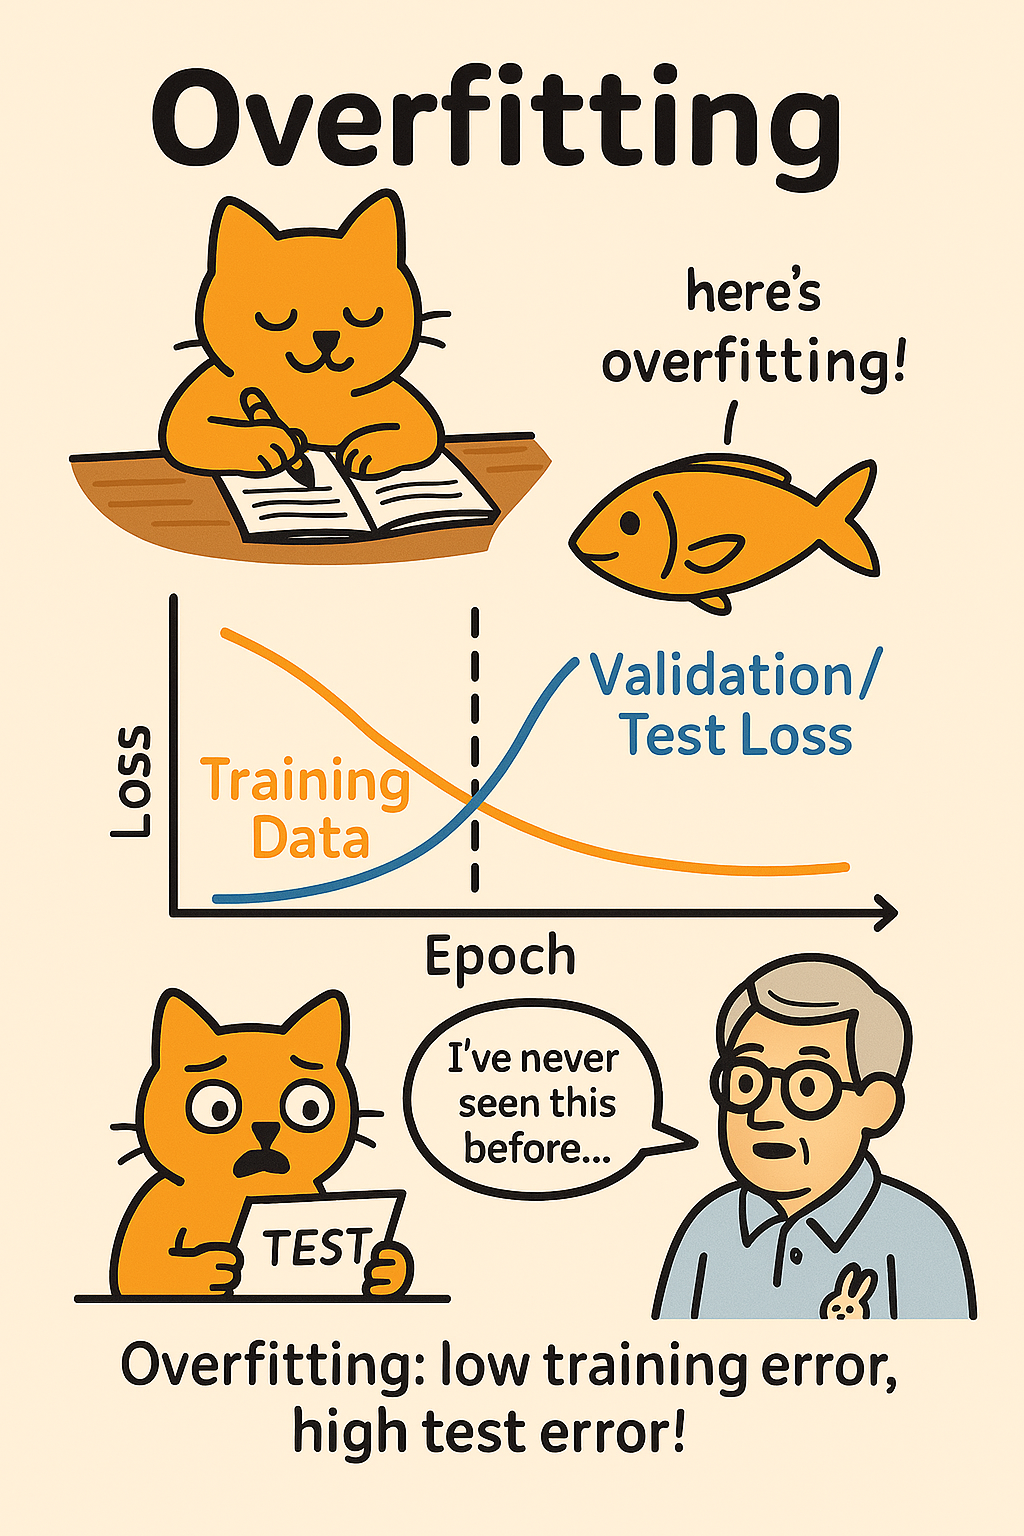 Overfitting
here's
overfitting!
Loss
Training
Data
Validation/
Test Loss
Epoch
I've never
seen this
before...
TEST
Overfitting: low training error,
high test error!